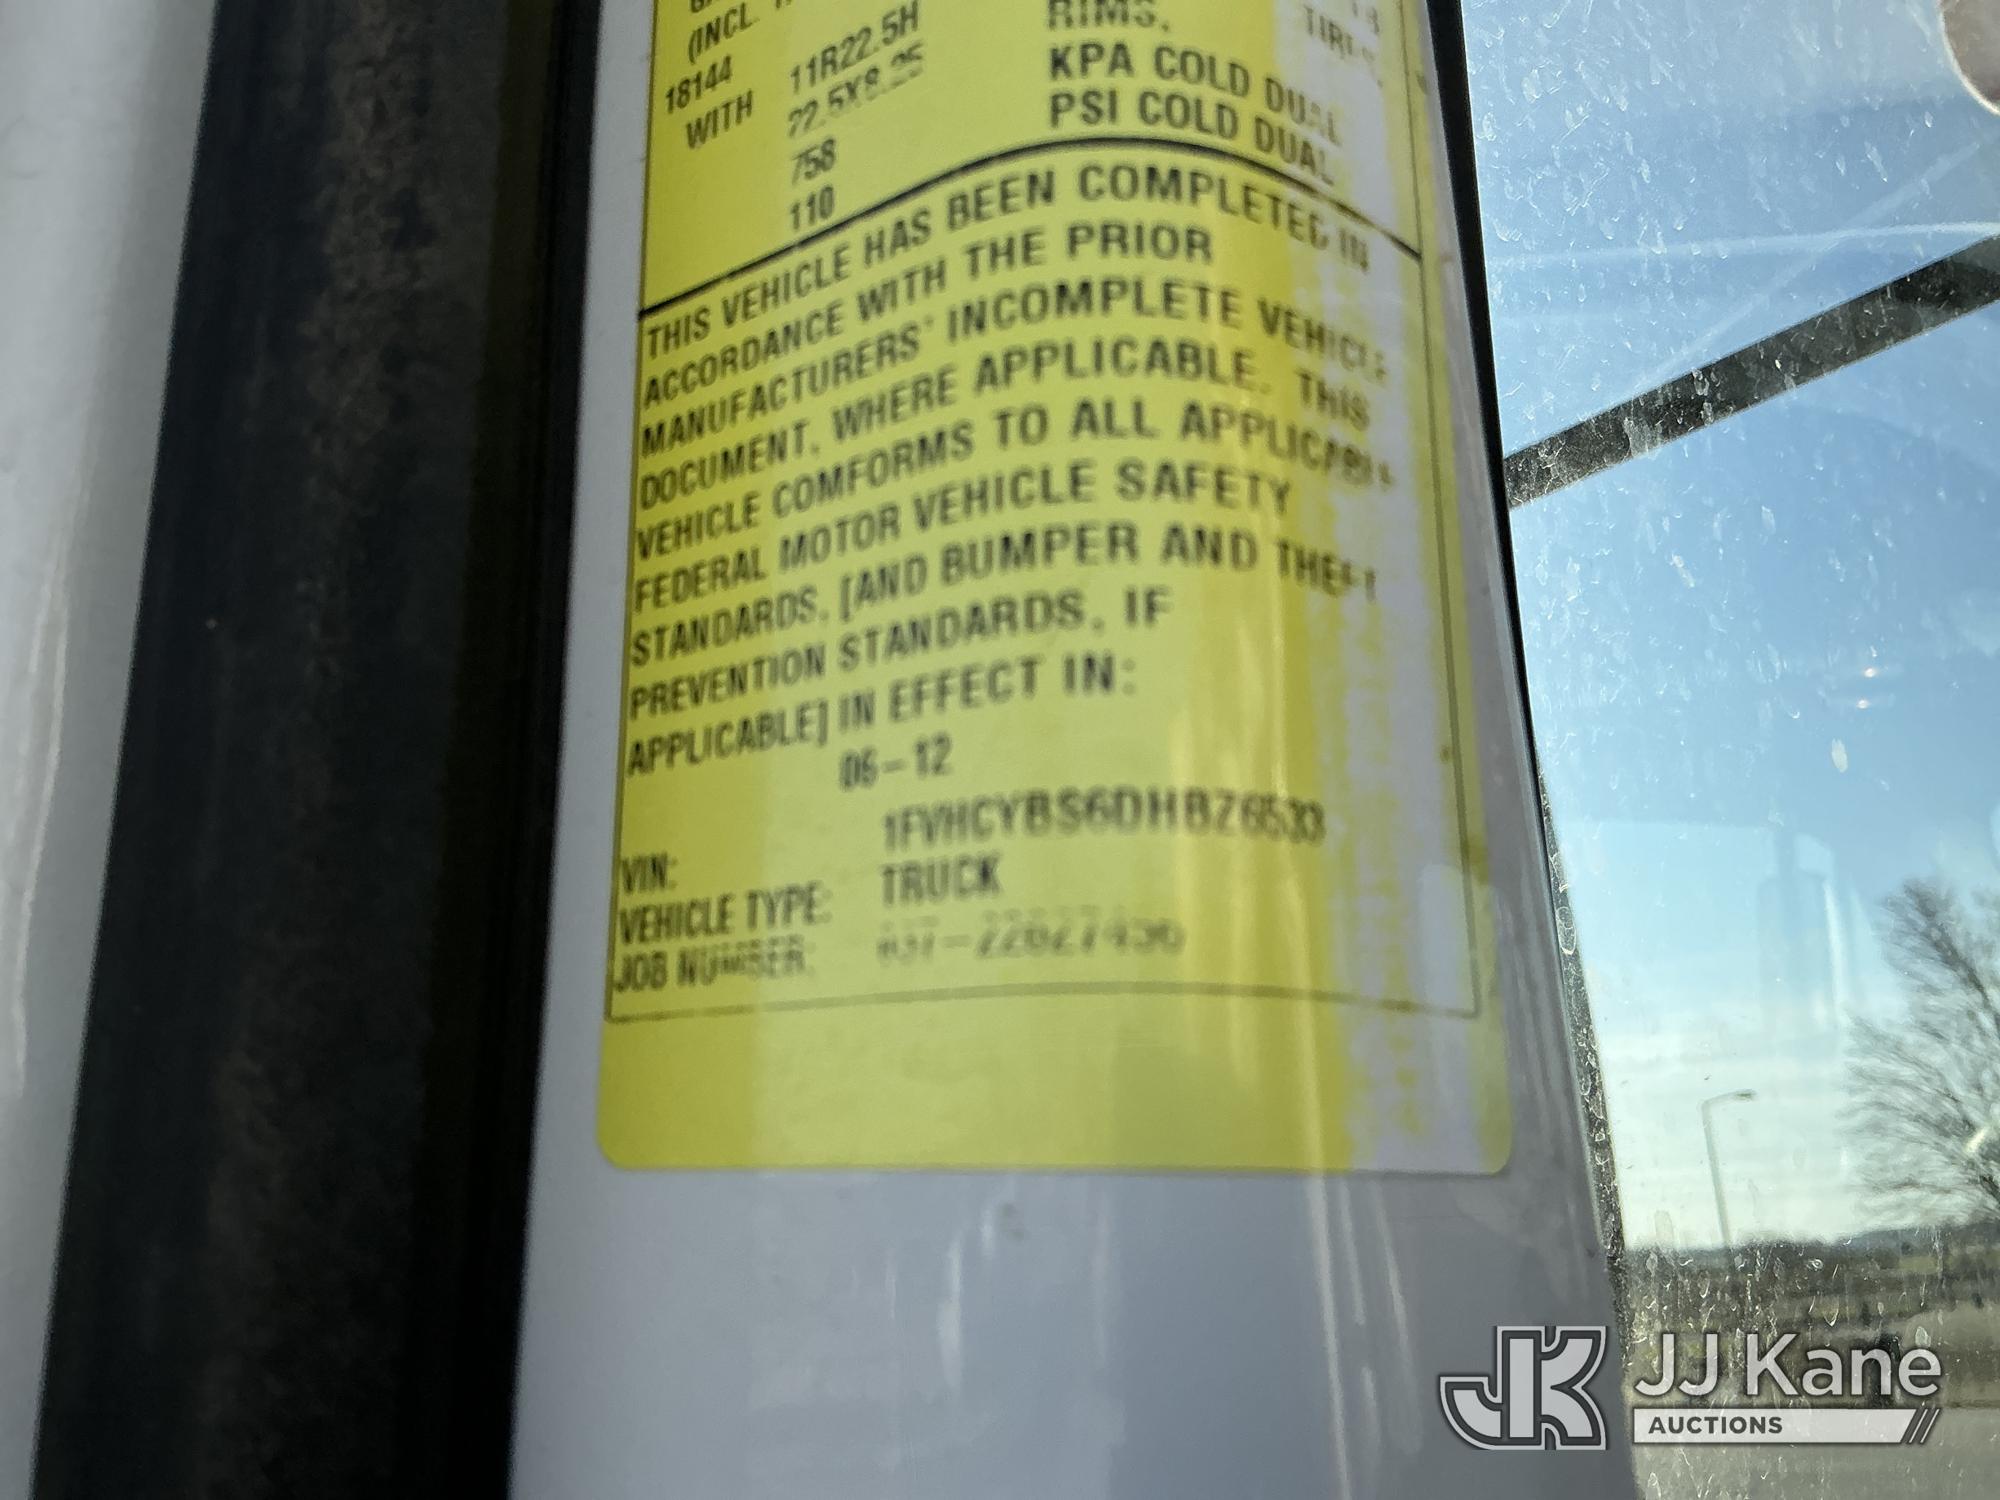 (INCL.
RIMS,
TIRES,
18144 11R22.5H KPA COLD DUAL
WITH 22.5X8.25 PSI COLD DUAL
758
110
THIS VEHICLE HAS BEEN COMPLETED IN
ACCORDANCE WITH THE PRIOR
MANUFACTURERS' INCOMPLETE VEHICLE
DOCUMENT, WHERE APPLICABLE. THIS
VEHICLE COMFORMS TO ALL APPLICABLE
FEDERAL MOTOR VEHICLE SAFETY
STANDARDS, [AND BUMPER AND THEFT
PREVENTION STANDARDS, IF
APPLICABLE] IN EFFECT IN:
06-12
VIN: 1FVHCYBS6DHBZ6533
VEHICLE TYPE: TRUCK
JOB NUMBER:
JK JJ Kane
AUCTIONS